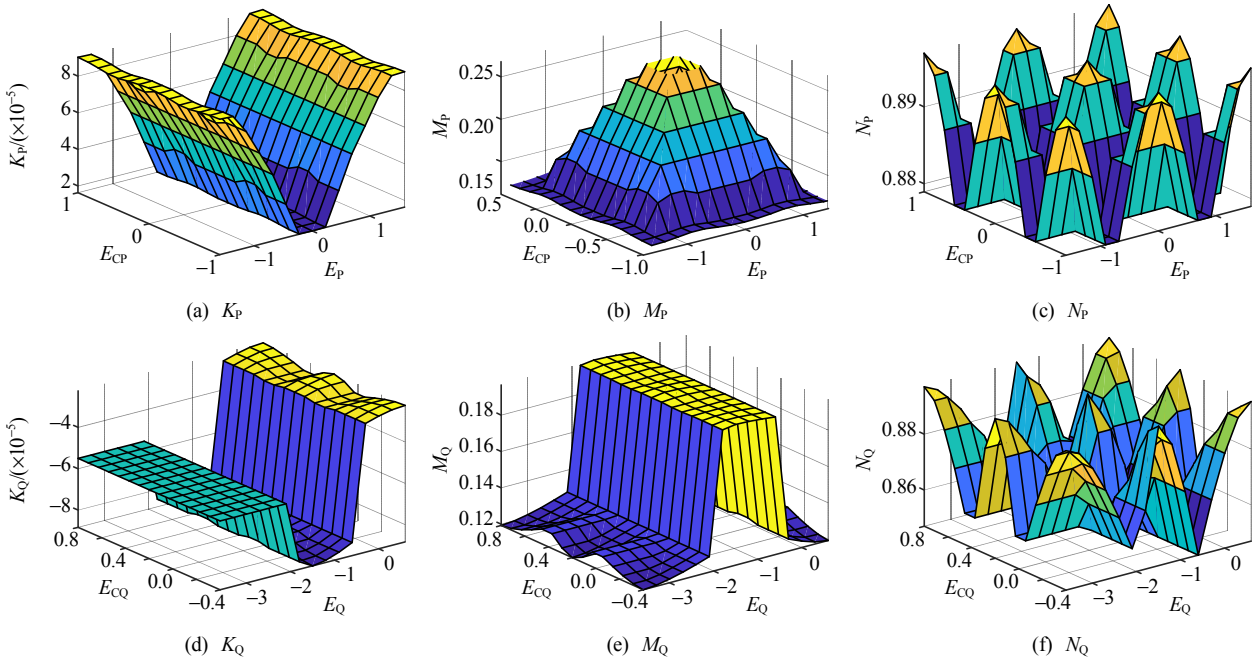 K_P/(×10^−5)
8
6
4
2
1
0
−1
E_CP
−1
0
1
E_P
(a) K_P
M_P
0.25
0.20
0.15
0.5
0.0
−0.5
−1.0
E_CP
−1
0
1
E_P
(b) M_P
N_P
0.89
0.88
1
0
−1
E_CP
−1
0
1
E_P
(c) N_P
K_Q/(×10^−5)
−4
−6
−8
0.8
0.4
0.0
−0.4
E_CQ
−3
−2
−1
0
E_Q
(d) K_Q
M_Q
0.18
0.16
0.14
0.12
0.8
0.4
0.0
−0.4
E_CQ
−3
−2
−1
0
E_Q
(e) M_Q
N_Q
0.88
0.86
0.8
0.4
0.0
−0.4
E_CQ
−3
−2
−1
0
E_Q
(f) N_Q